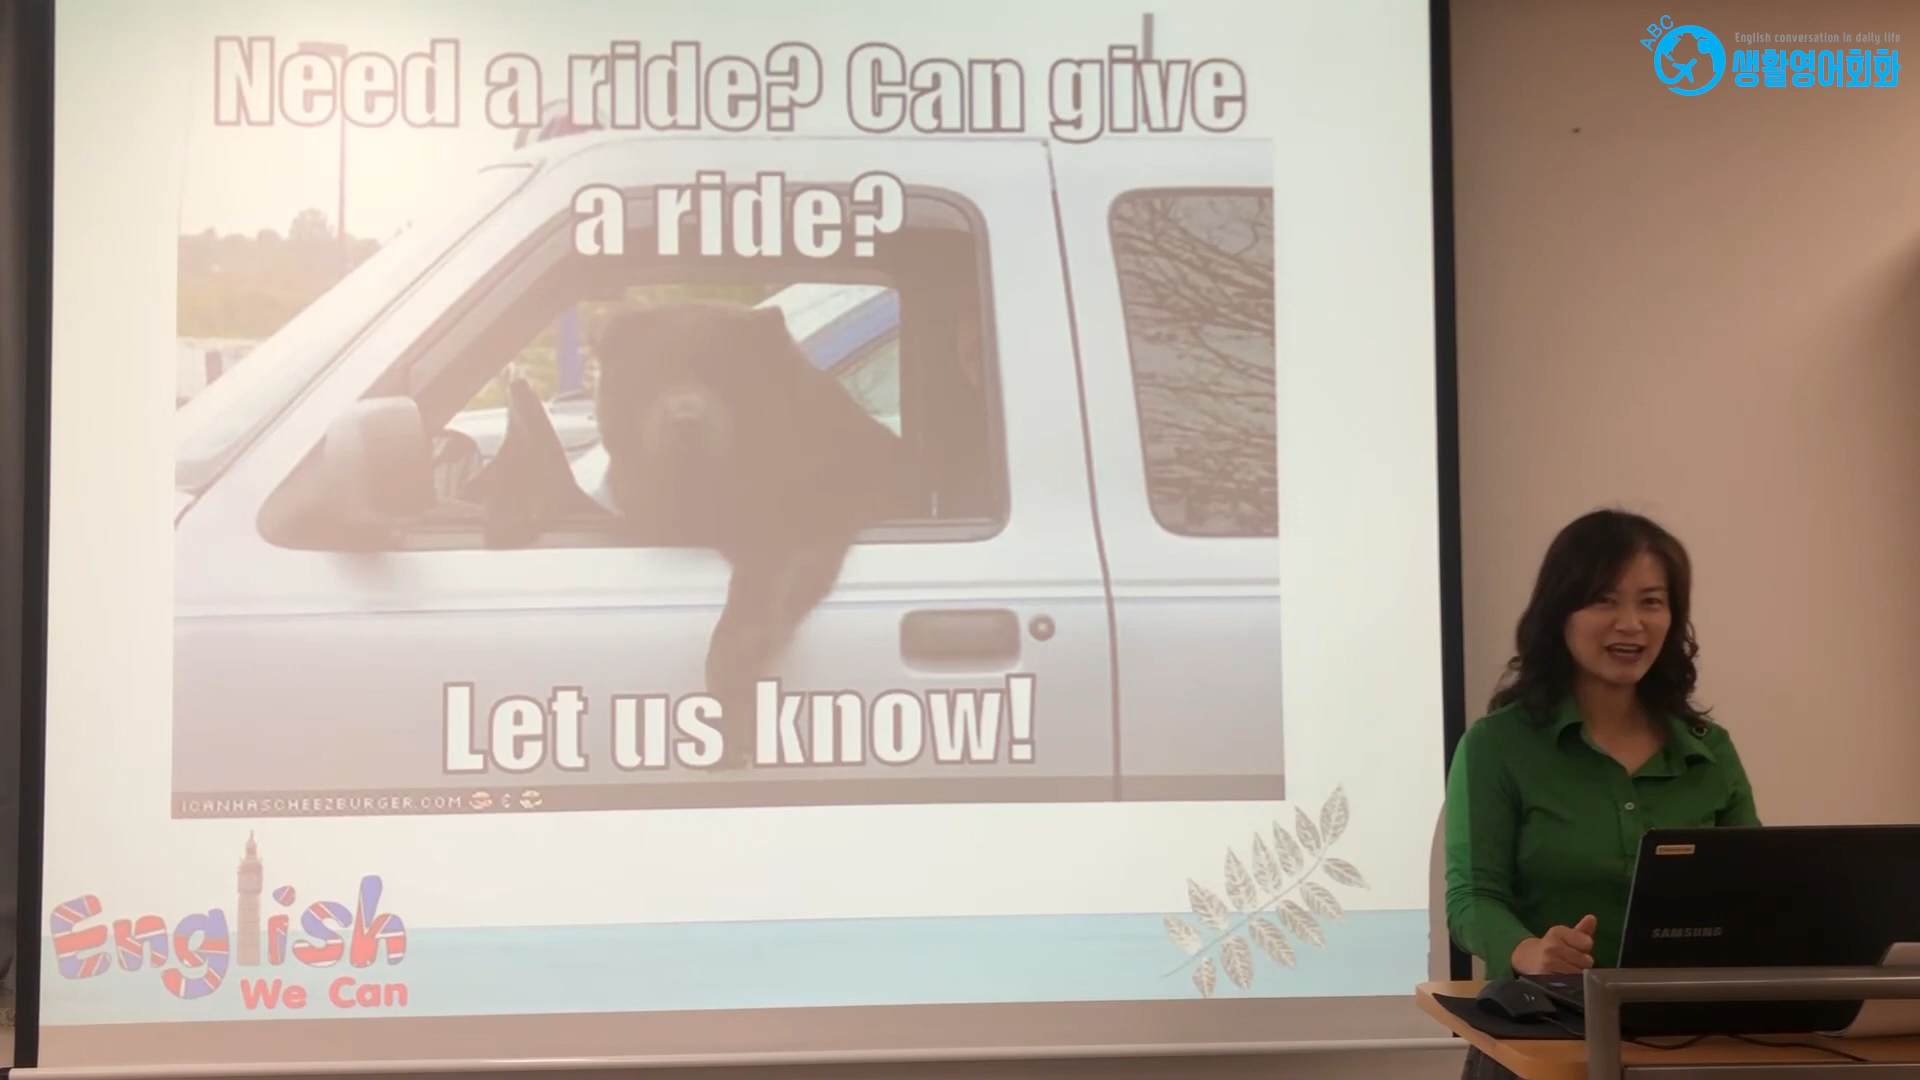 ABC
English conversation in daily life
생활영어회화
Need a ride? Can give
a ride?
Let us know!
ICANHASCHEEZBURGER.COM
English
We Can
SAMSUNG